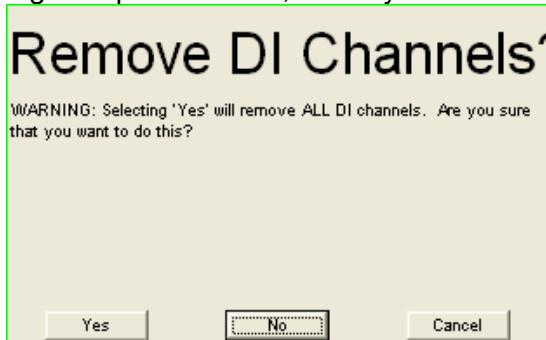 Remove DI Channels?
WARNING: Selecting 'Yes' will remove ALL DI channels. Are you sure
that you want to do this?
Yes No Cancel